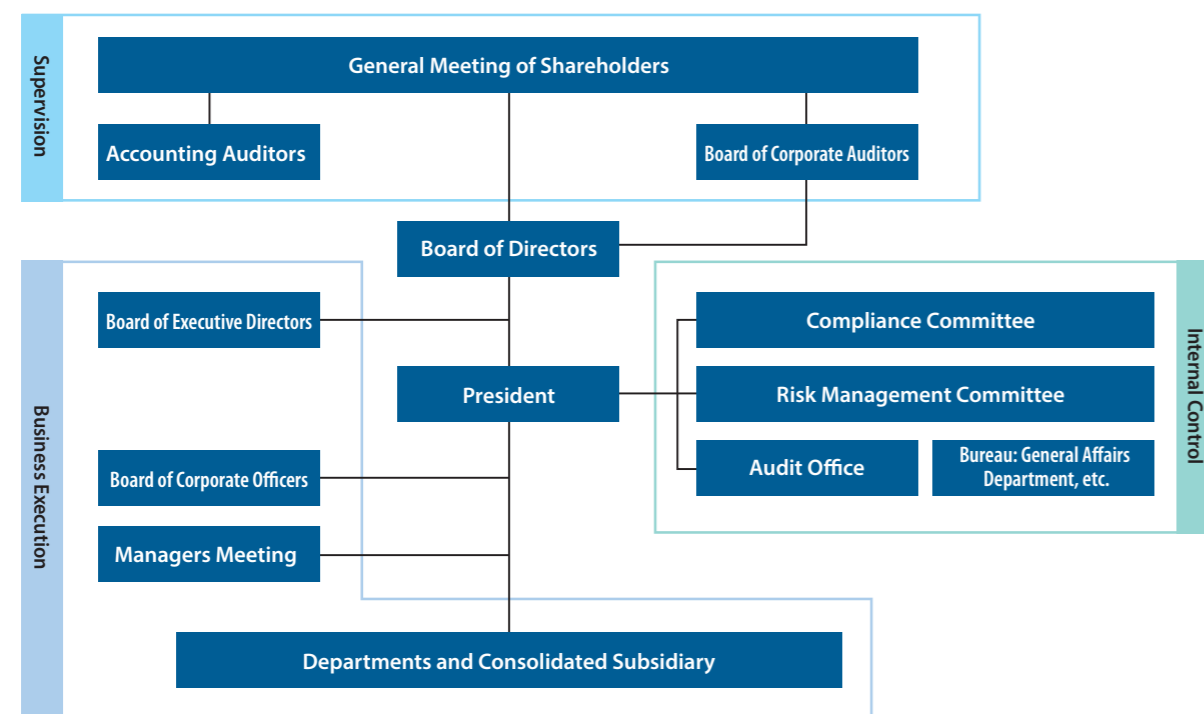 Supervision
General Meeting of Shareholders
Accounting Auditors
Board of Corporate Auditors
Board of Directors
Business Execution
Board of Executive Directors
President
Board of Corporate Officers
Managers Meeting
Departments and Consolidated Subsidiary
Internal Control
Compliance Committee
Risk Management Committee
Audit Office
Bureau: General Affairs
Department, etc.